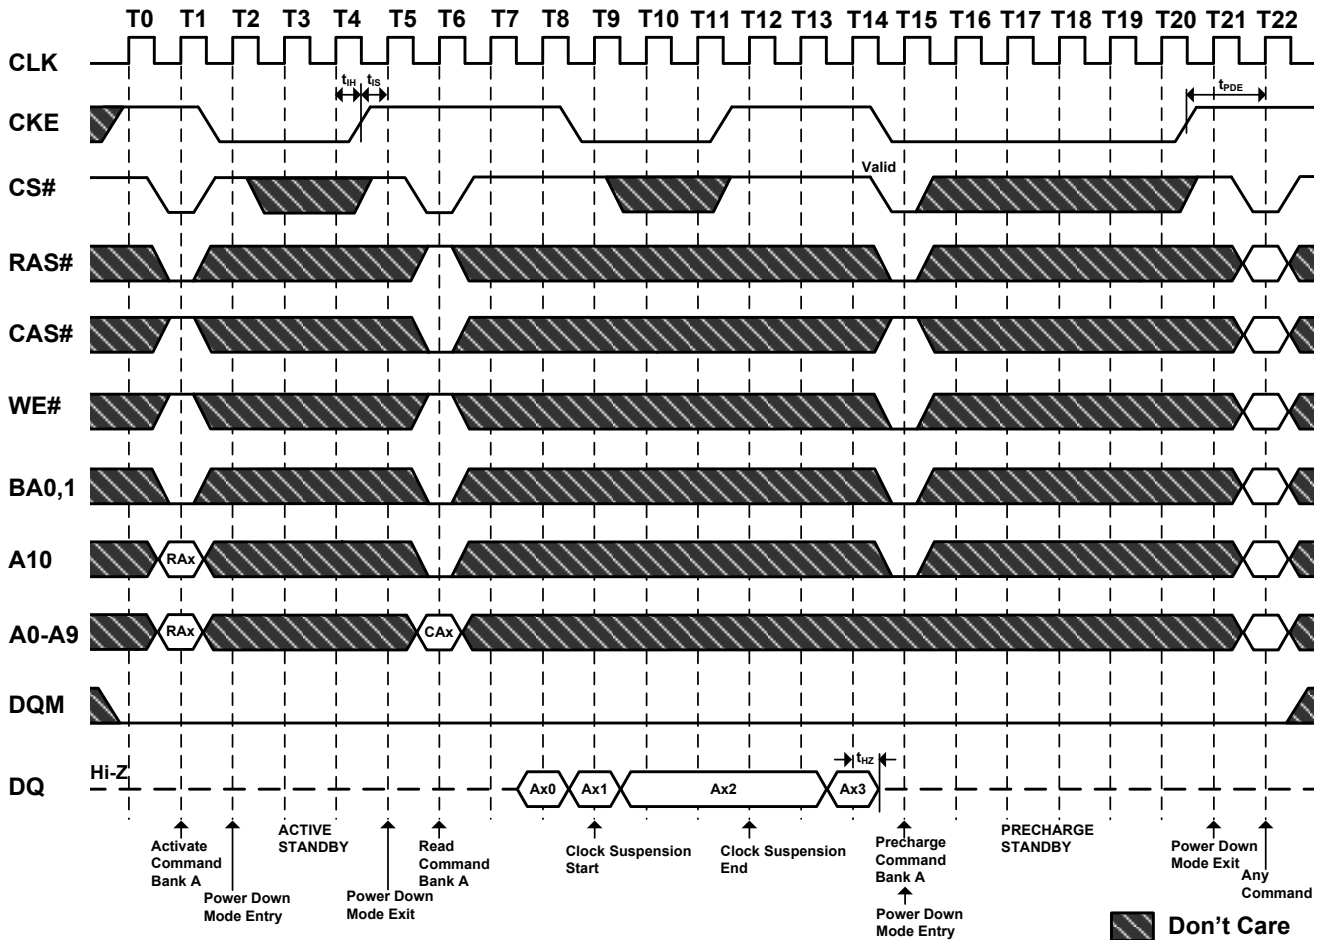 T0 T1 T2 T3 T4 T5 T6 T7 T8 T9 T10 T11 T12 T13 T14 T15 T16 T17 T18 T19 T20 T21 T22
CLK
tIH tIS
tPDE
CKE
Valid
CS#
RAS#
CAS#
WE#
BA0,1
A10
RAx
A0-A9
RAx
CAx
DQM
Hi-Z
tHZ
DQ
Ax0 Ax1 Ax2 Ax3
Activate
Command
Bank A
Power Down
Mode Entry
ACTIVE
STANDBY
Power Down
Mode Exit
Read
Command
Bank A
Clock Suspension
Start
Clock Suspension
End
Precharge
Command
Bank A
Power Down
Mode Entry
PRECHARGE
STANDBY
Power Down
Mode Exit
Any
Command
Don't Care